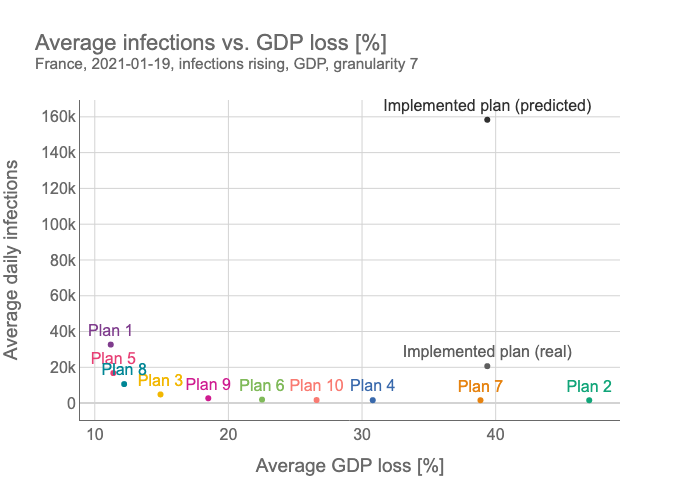 Average infections vs. GDP loss [%]
France, 2021-01-19, infections rising, GDP, granularity 7
Average daily infections
160k
140k
120k
100k
80k
60k
40k
20k
0
Implemented plan (predicted)
Plan 1
Plan 5
Plan 8
Plan 3
Plan 9
Plan 6
Plan 10
Plan 4
Implemented plan (real)
Plan 7
Plan 2
10
20
30
40
Average GDP loss [%]